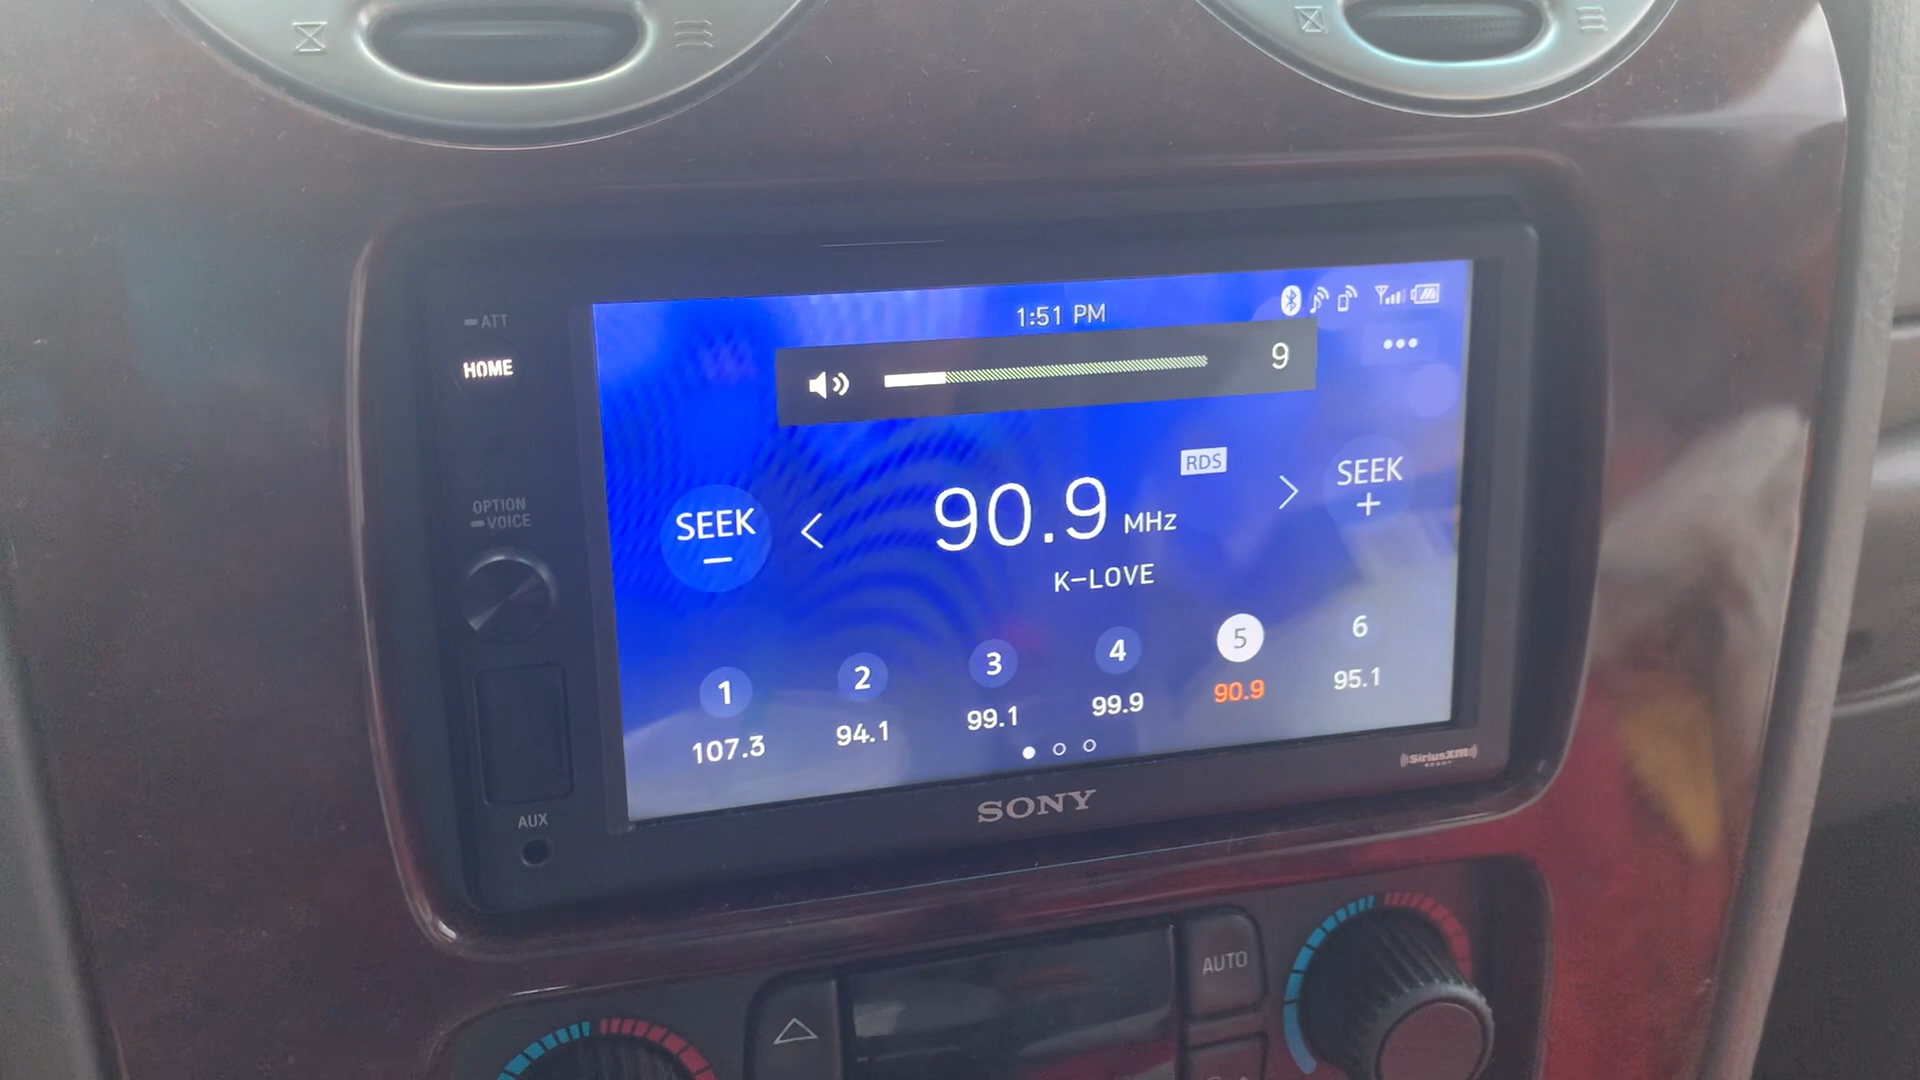 ATT
HOME
OPTION
VOICE
AUX
1:51 PM
9
RDS
SEEK
–
<
90.9 MHz
>
SEEK
+
K-LOVE
1 2 3 4 5 6
107.3 94.1 99.1 99.9 90.9 95.1
SiriusXM
SONY
AUTO